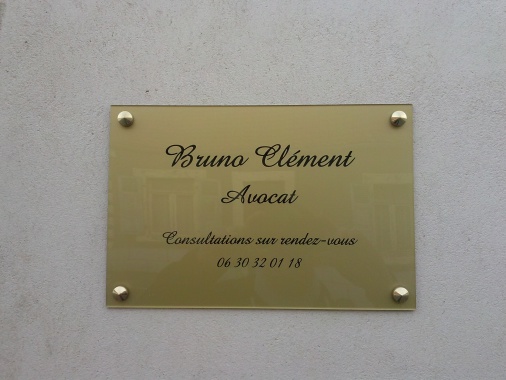 Bruno Clément
Avocat
Consultations sur rendez-vous
06 30 32 01 18